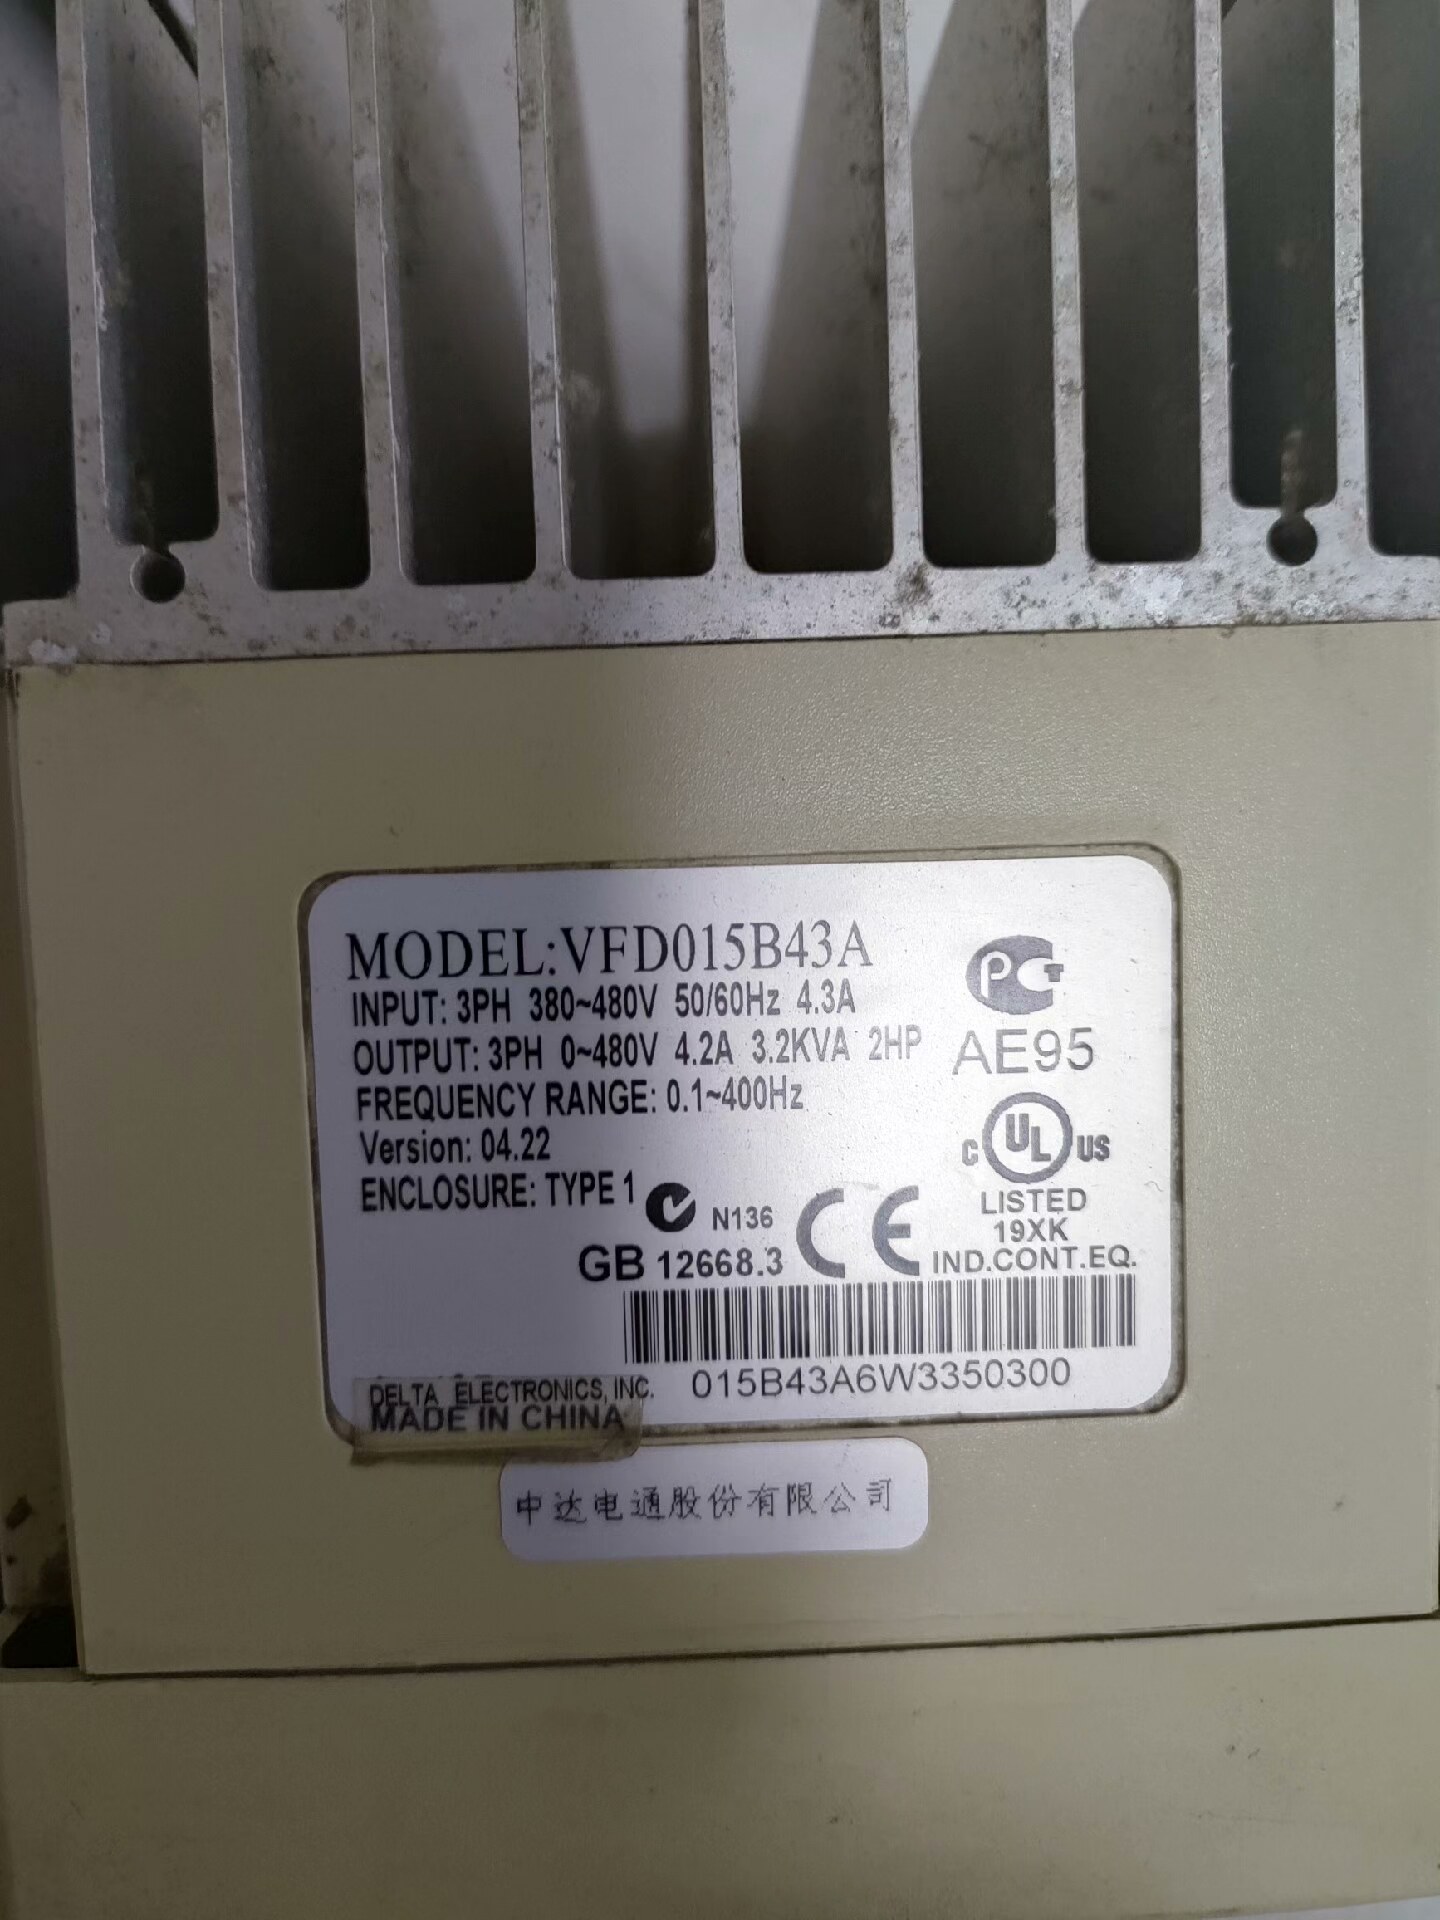 MODEL:VFD015B43A
INPUT: 3PH 380~480V 50/60Hz 4.3A
OUTPUT: 3PH 0~480V 4.2A 3.2KVA 2HP
FREQUENCY RANGE: 0.1~400Hz
Version: 04.22
ENCLOSURE: TYPE 1
PCT
AE95
C UL US
LISTED
19XK
IND.CONT.EQ.
N136
CE
GB 12668.3
015B43A6W3350300
DELTA ELECTRONICS, INC.
MADE IN CHINA
中达电通股份有限公司